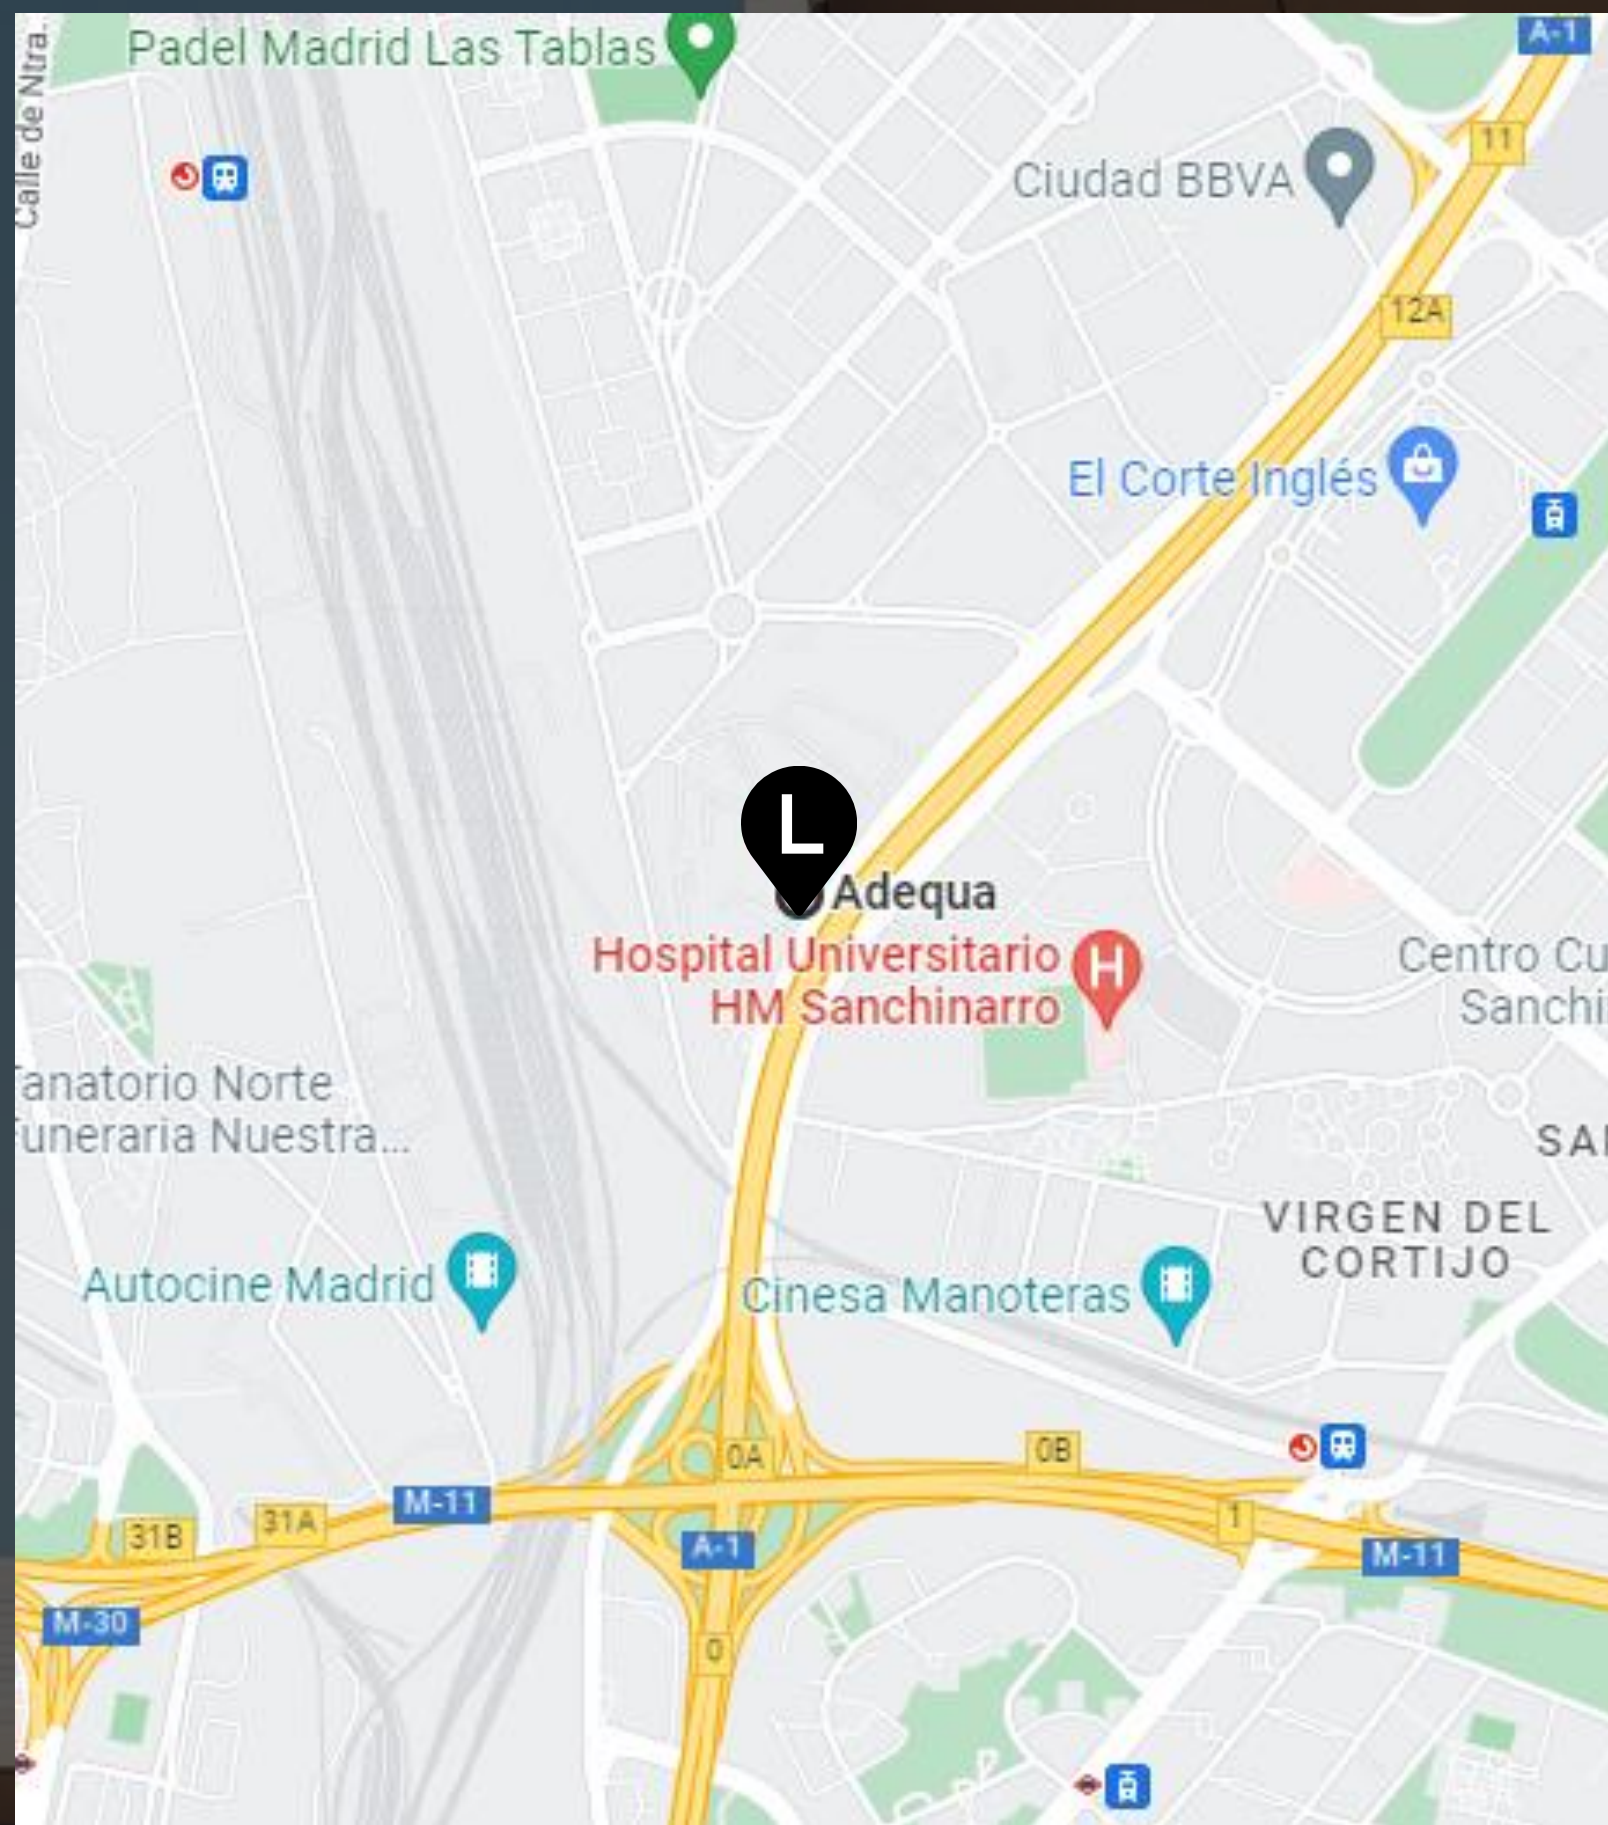 A-1
Padel Madrid Las Tablas
Calle de Ntra.
11
Ciudad BBVA
12A
El Corte Inglés
L
Adequa
Hospital Universitario
HM Sanchinarro
H
Centro Cu
Sanchi
Tanatorio Norte
Funeraria Nuestra...
SAN
VIRGEN DEL
CORTIJO
Autocine Madrid
Cinesa Manoteras
0A
0B
M-11
31A
31B
1
A-1
M-11
M-30
0